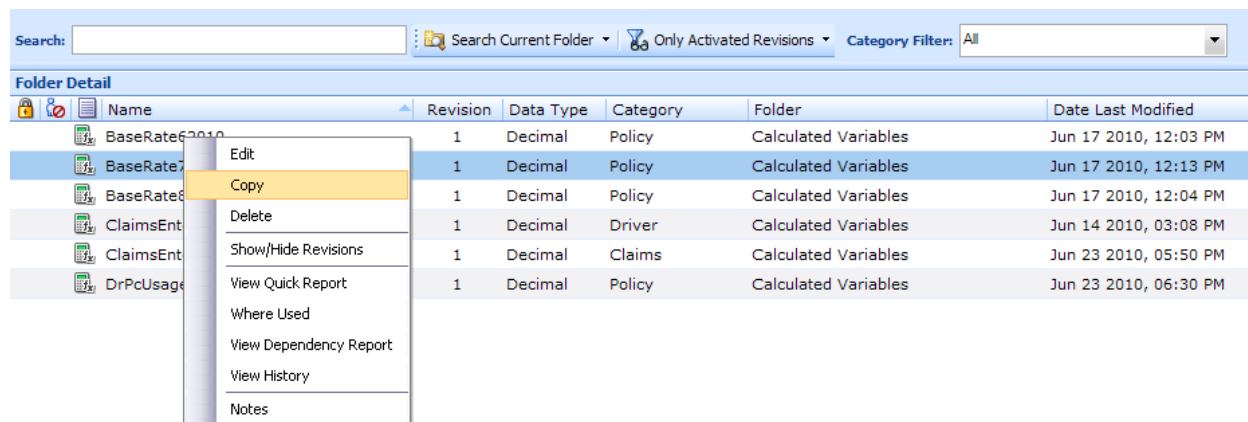 Search: Search Current Folder Only Activated Revisions Category Filter: All
Folder Detail
Name Revision Data Type Category Folder Date Last Modified
BaseRate62010 1 Decimal Policy Calculated Variables Jun 17 2010, 12:03 PM
Edit
BaseRate7 1 Decimal Policy Calculated Variables Jun 17 2010, 12:13 PM
Copy
BaseRate8 1 Decimal Policy Calculated Variables Jun 17 2010, 12:04 PM
Delete
ClaimsEnt 1 Decimal Driver Calculated Variables Jun 14 2010, 03:08 PM
Show/Hide Revisions
ClaimsEnt 1 Decimal Claims Calculated Variables Jun 23 2010, 05:50 PM
View Quick Report
DrPcUsage 1 Decimal Policy Calculated Variables Jun 23 2010, 06:30 PM
Where Used
View Dependency Report
View History
Notes